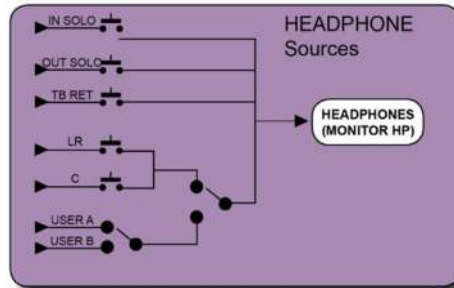 IN SOLO
HEADPHONE
Sources
OUT SOLO
TB RET
HEADPHONES
(MONITOR HP)
LR
C
USER A
USER B